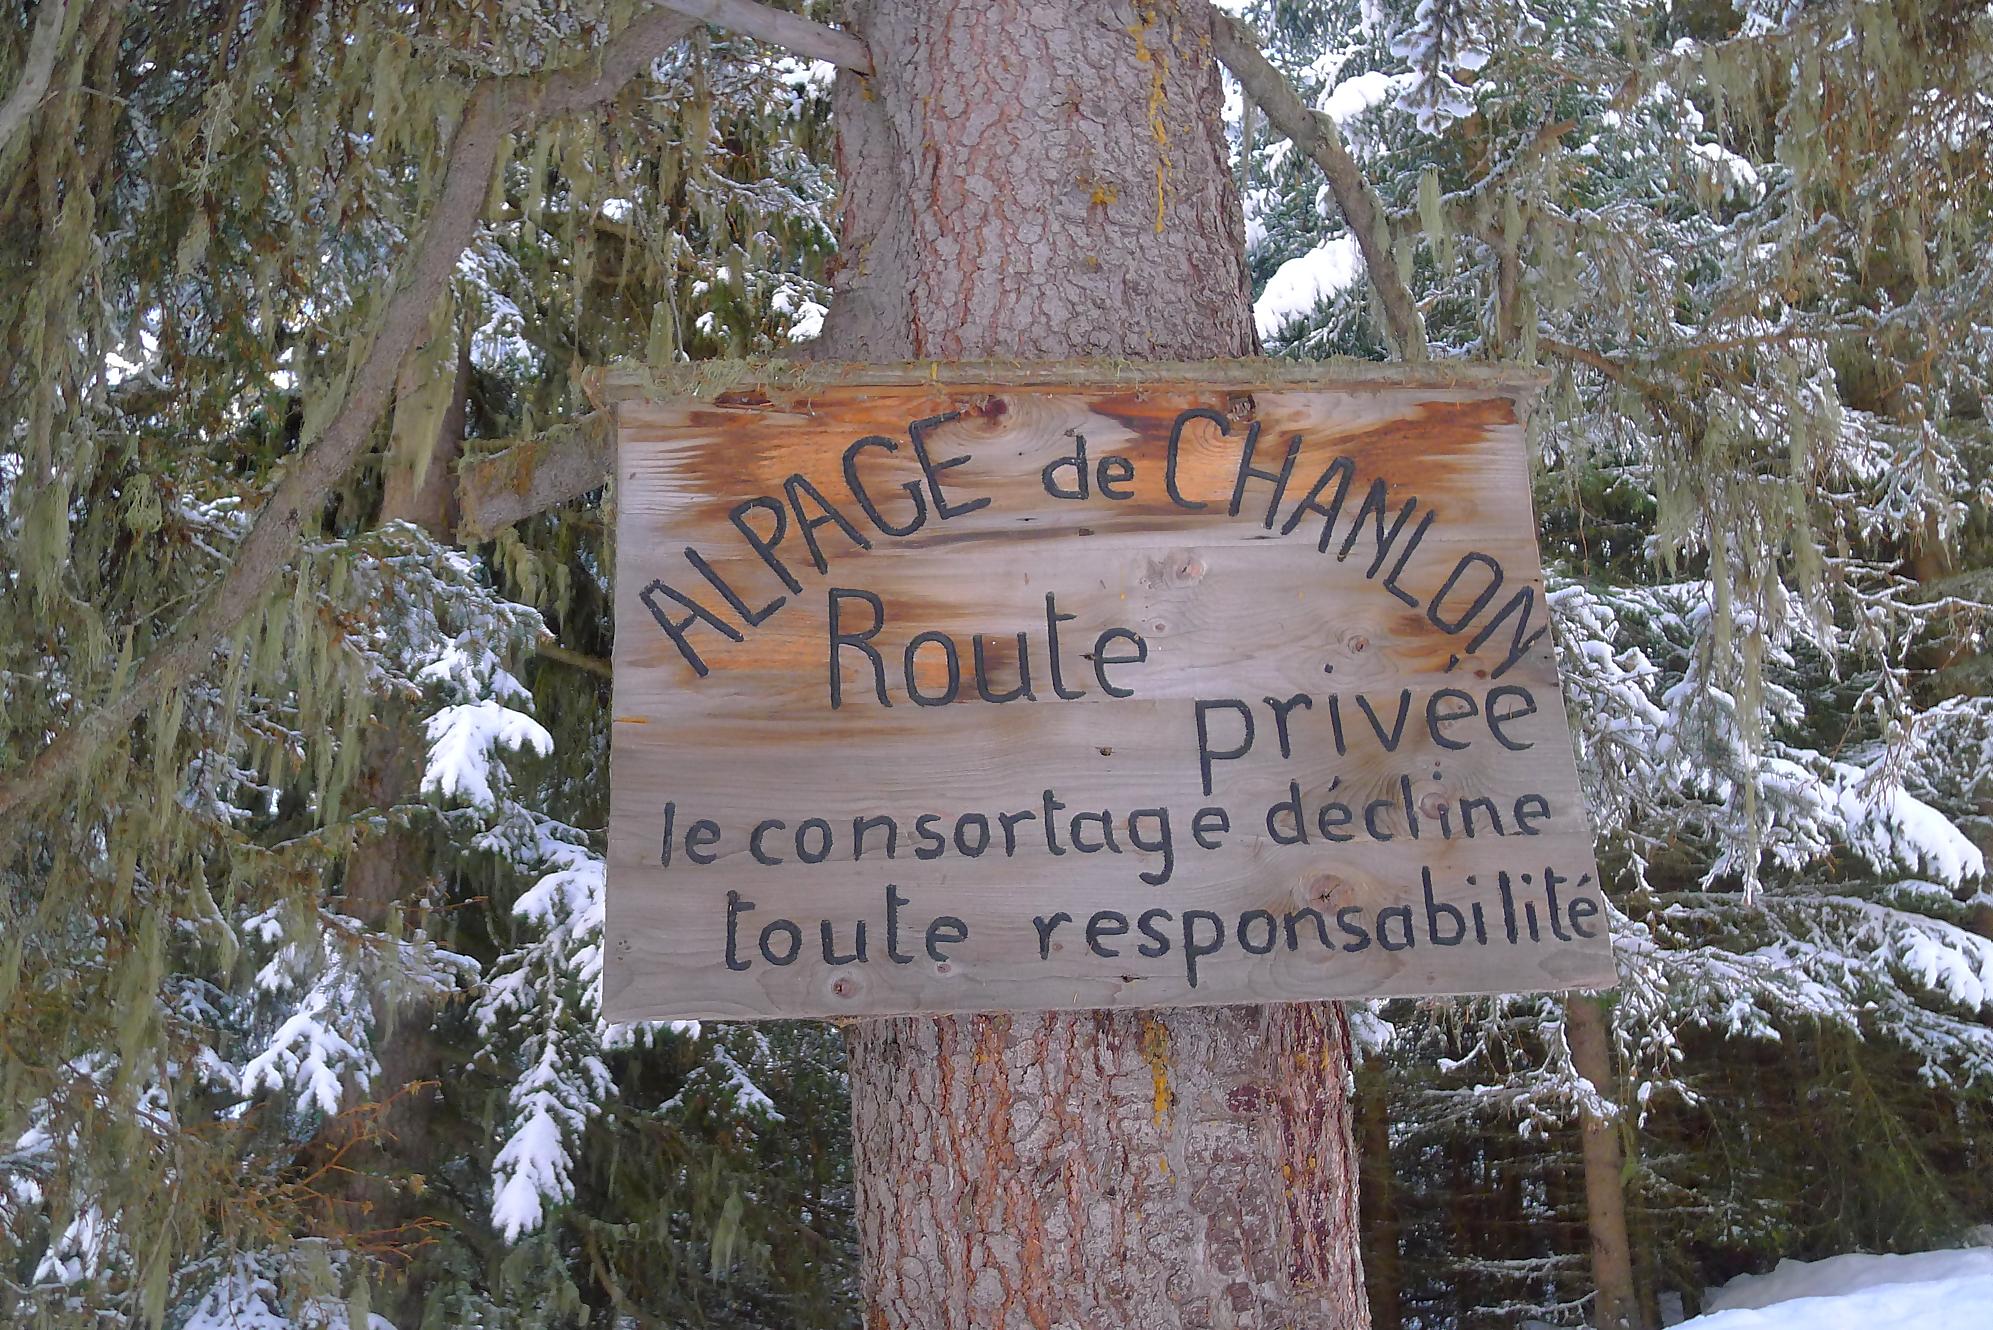 ALPAGE de CHANLON
Route
privée
le consortage décline
toute responsabilité